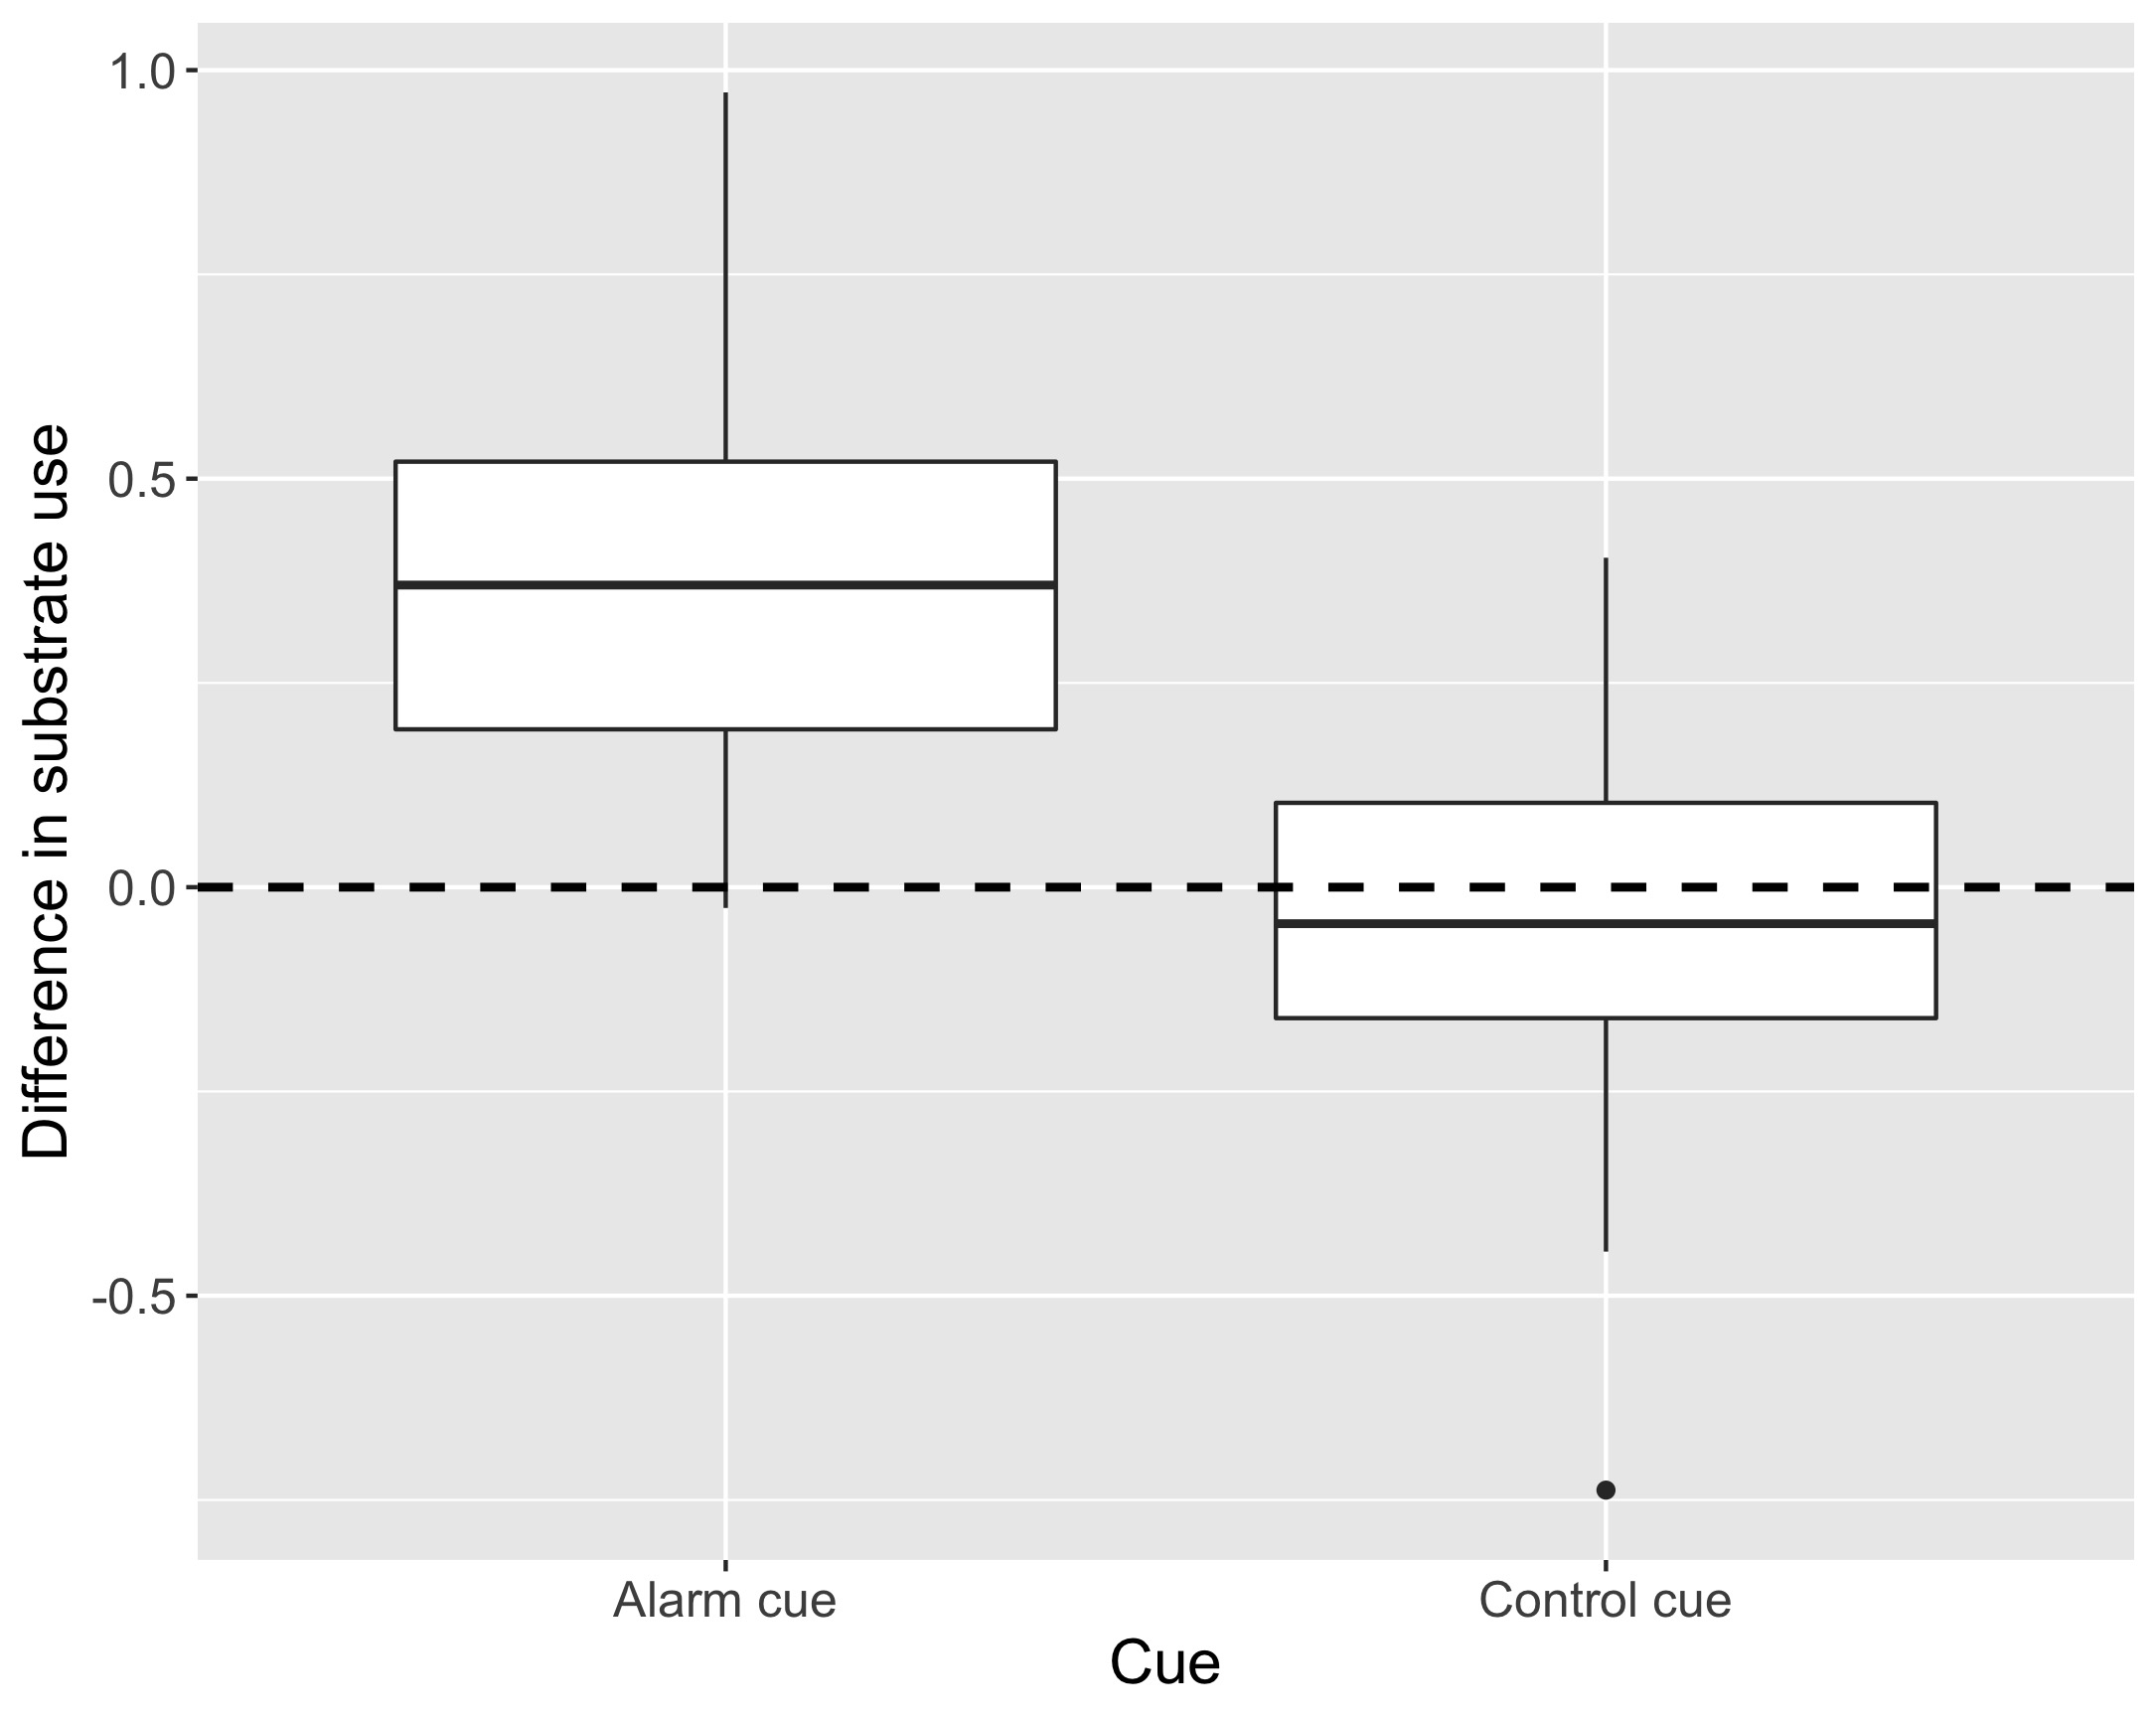 Difference in substrate use
1.0
0.5
0.0
-0.5
Alarm cue
Control cue
Cue